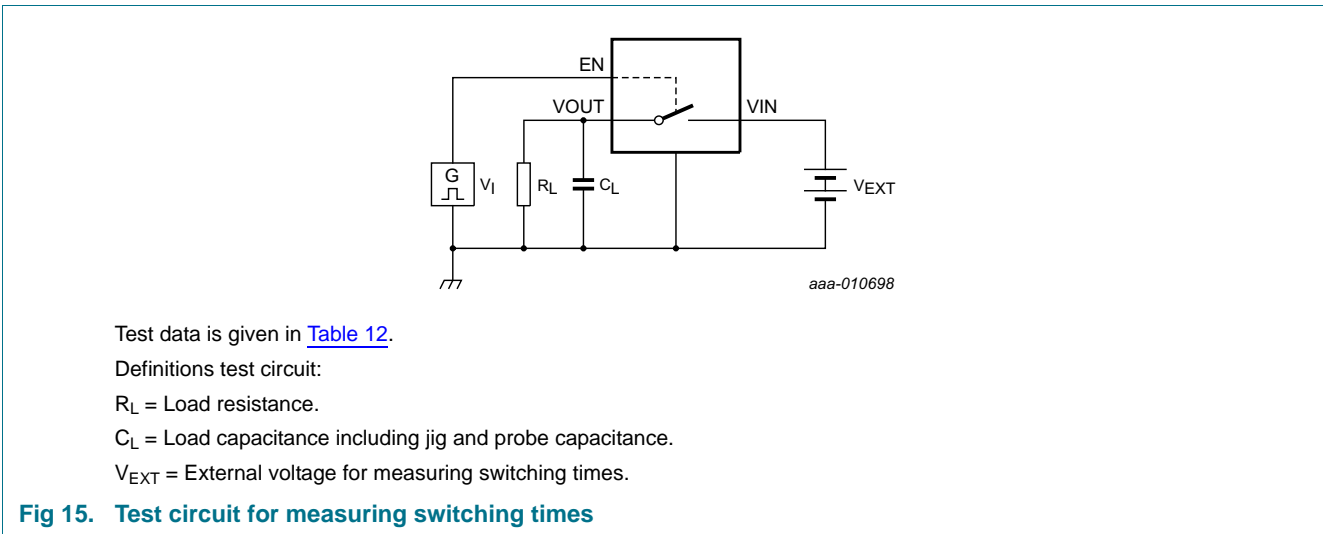 EN
VOUT
VIN
G
VI
RL
CL
VEXT
aaa-010698
Test data is given in Table 12.
Definitions test circuit:
RL = Load resistance.
CL = Load capacitance including jig and probe capacitance.
VEXT = External voltage for measuring switching times.
Fig 15. Test circuit for measuring switching times